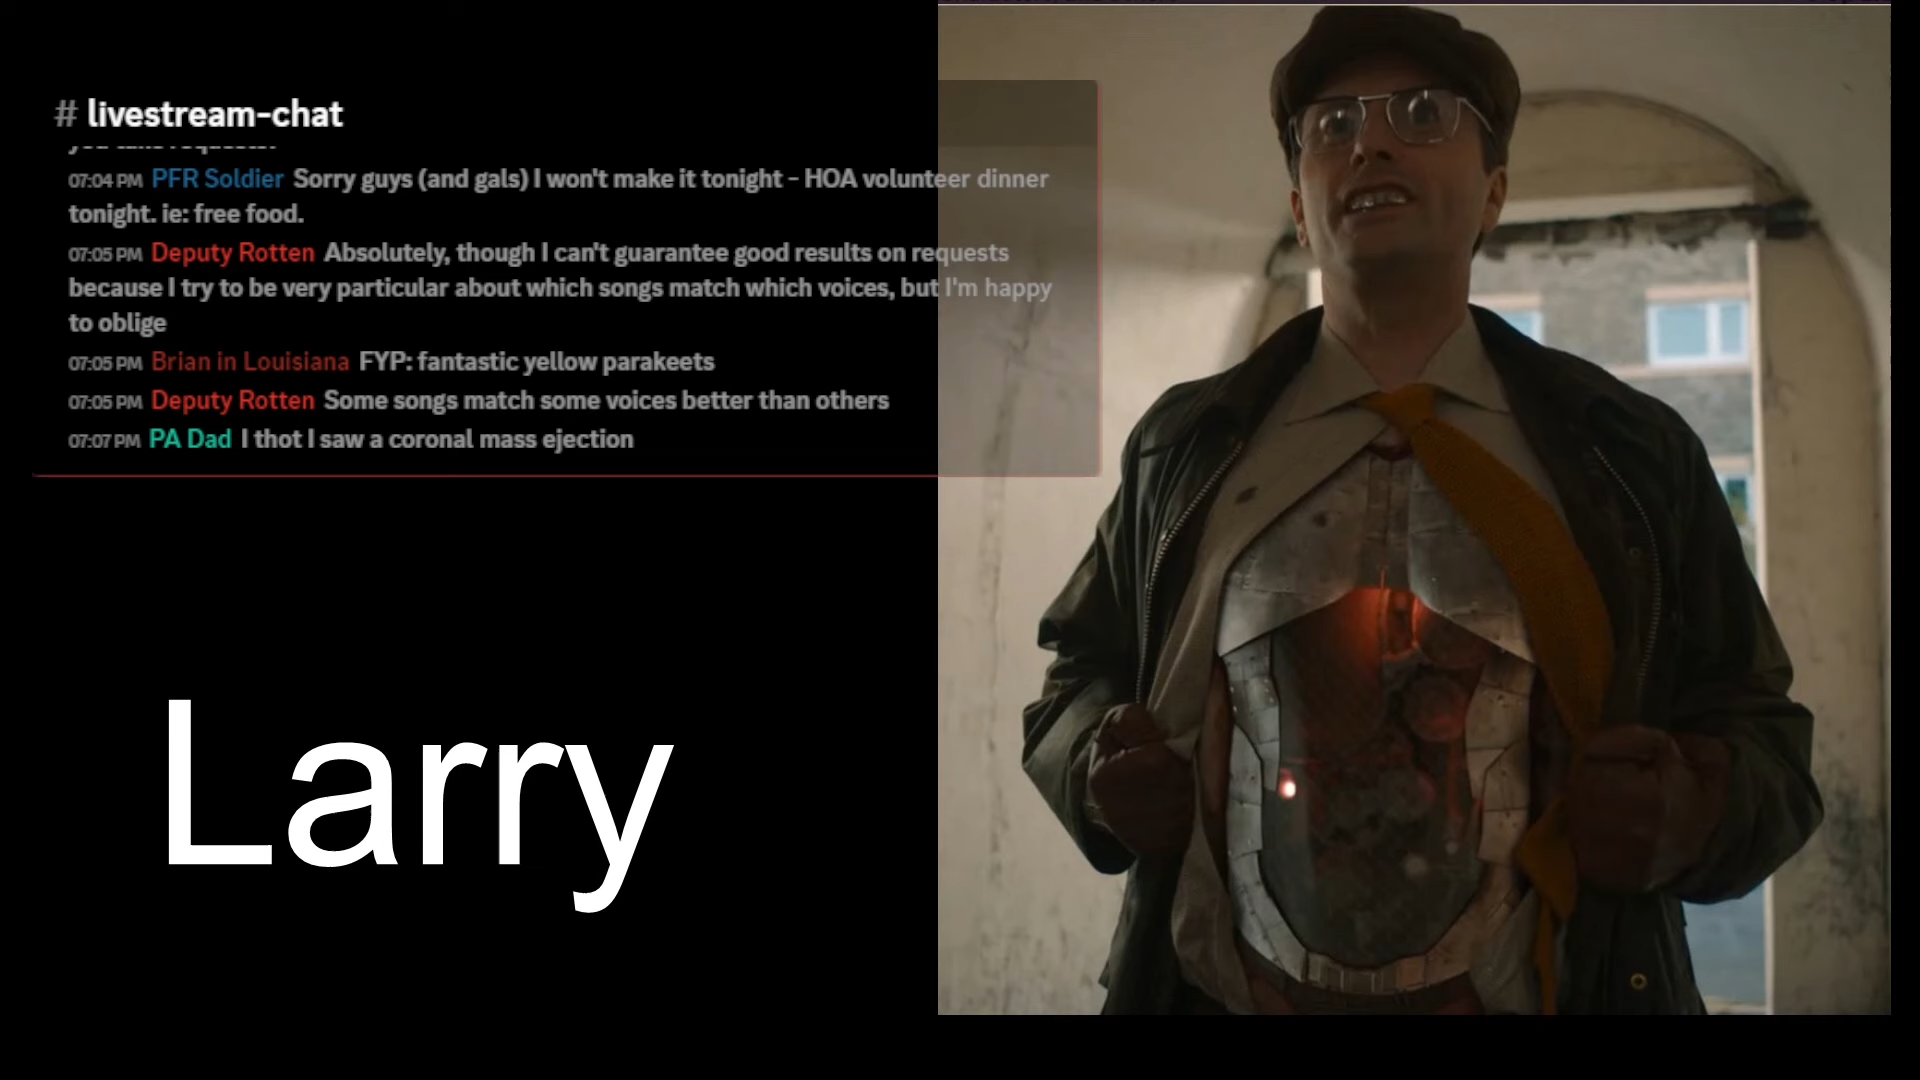 # livestream-chat
you take requests.
07:04 PM PFR Soldier Sorry guys (and gals) I won't make it tonight - HOA volunteer dinner
tonight. ie: free food.
07:05 PM Deputy Rotten Absolutely, though I can't guarantee good results on requests
because I try to be very particular about which songs match which voices, but I'm happy
to oblige
07:05 PM Brian in Louisiana FYP: fantastic yellow parakeets
07:05 PM Deputy Rotten Some songs match some voices better than others
07:07 PM PA Dad I thot I saw a coronal mass ejection
Larry